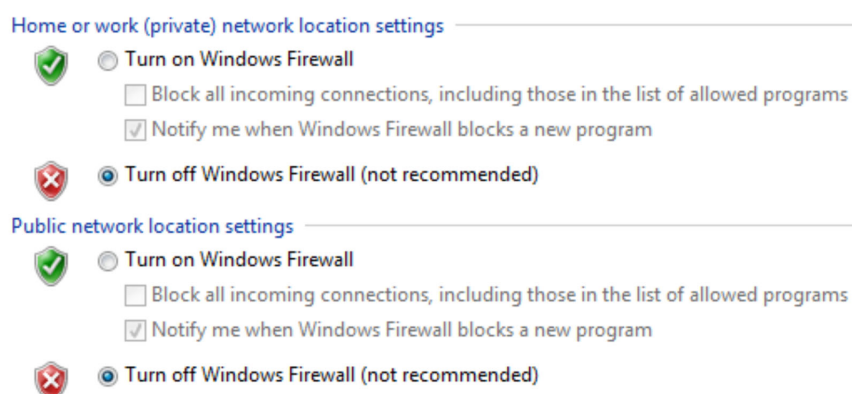 Home or work (private) network location settings
Turn on Windows Firewall
Block all incoming connections, including those in the list of allowed programs
Notify me when Windows Firewall blocks a new program
Turn off Windows Firewall (not recommended)
Public network location settings
Turn on Windows Firewall
Block all incoming connections, including those in the list of allowed programs
Notify me when Windows Firewall blocks a new program
Turn off Windows Firewall (not recommended)